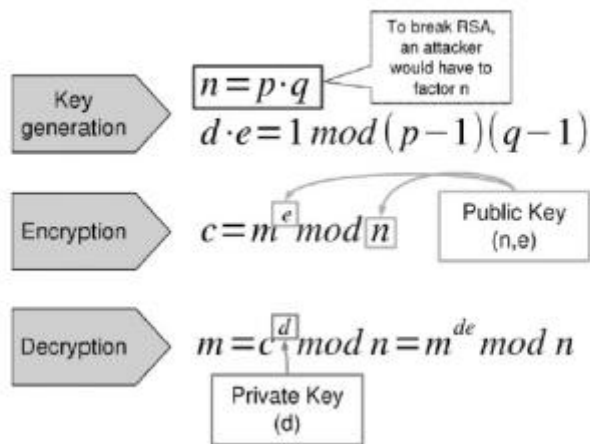 To break RSA,
an attacker
would have to
factor n
Key
generation
n = p · q
d · e = 1 mod (p − 1)(q − 1)
Encryption
c = m^e mod n
Public Key
(n,e)
Decryption
m = c^d mod n = m^de mod n
Private Key
(d)